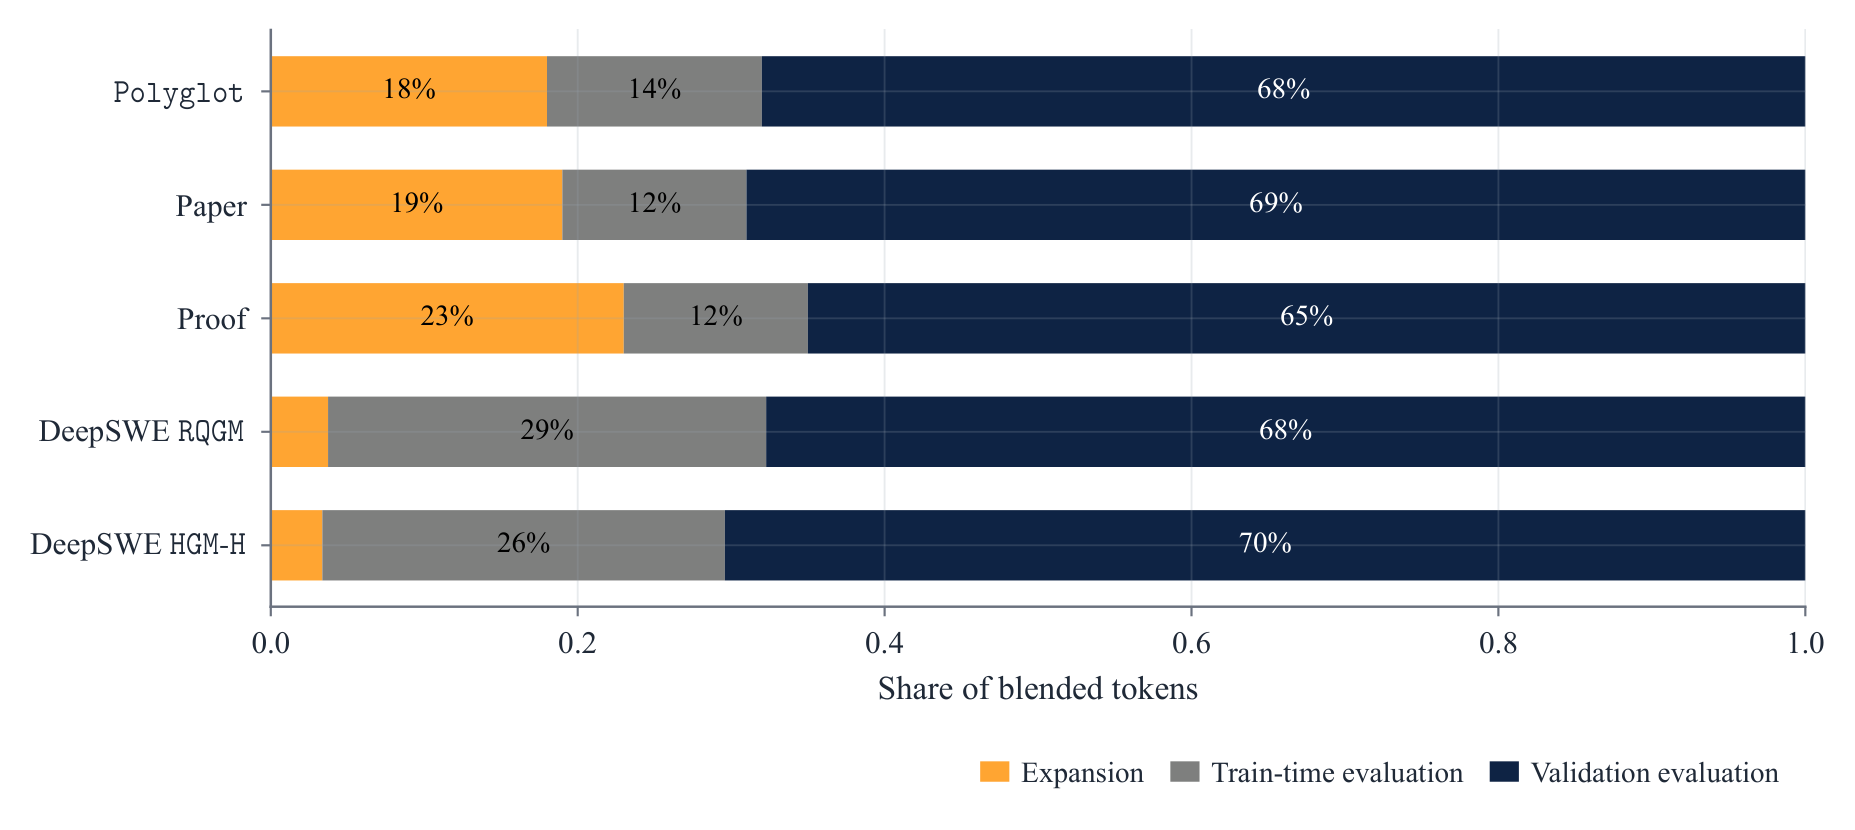 Polyglot 18% 14% 68%
Paper 19% 12% 69%
Proof 23% 12% 65%
DeepSWE RQGM 29% 68%
DeepSWE HGM-H 26% 70%
0.0 0.2 0.4 0.6 0.8 1.0
Share of blended tokens
Expansion Train-time evaluation Validation evaluation